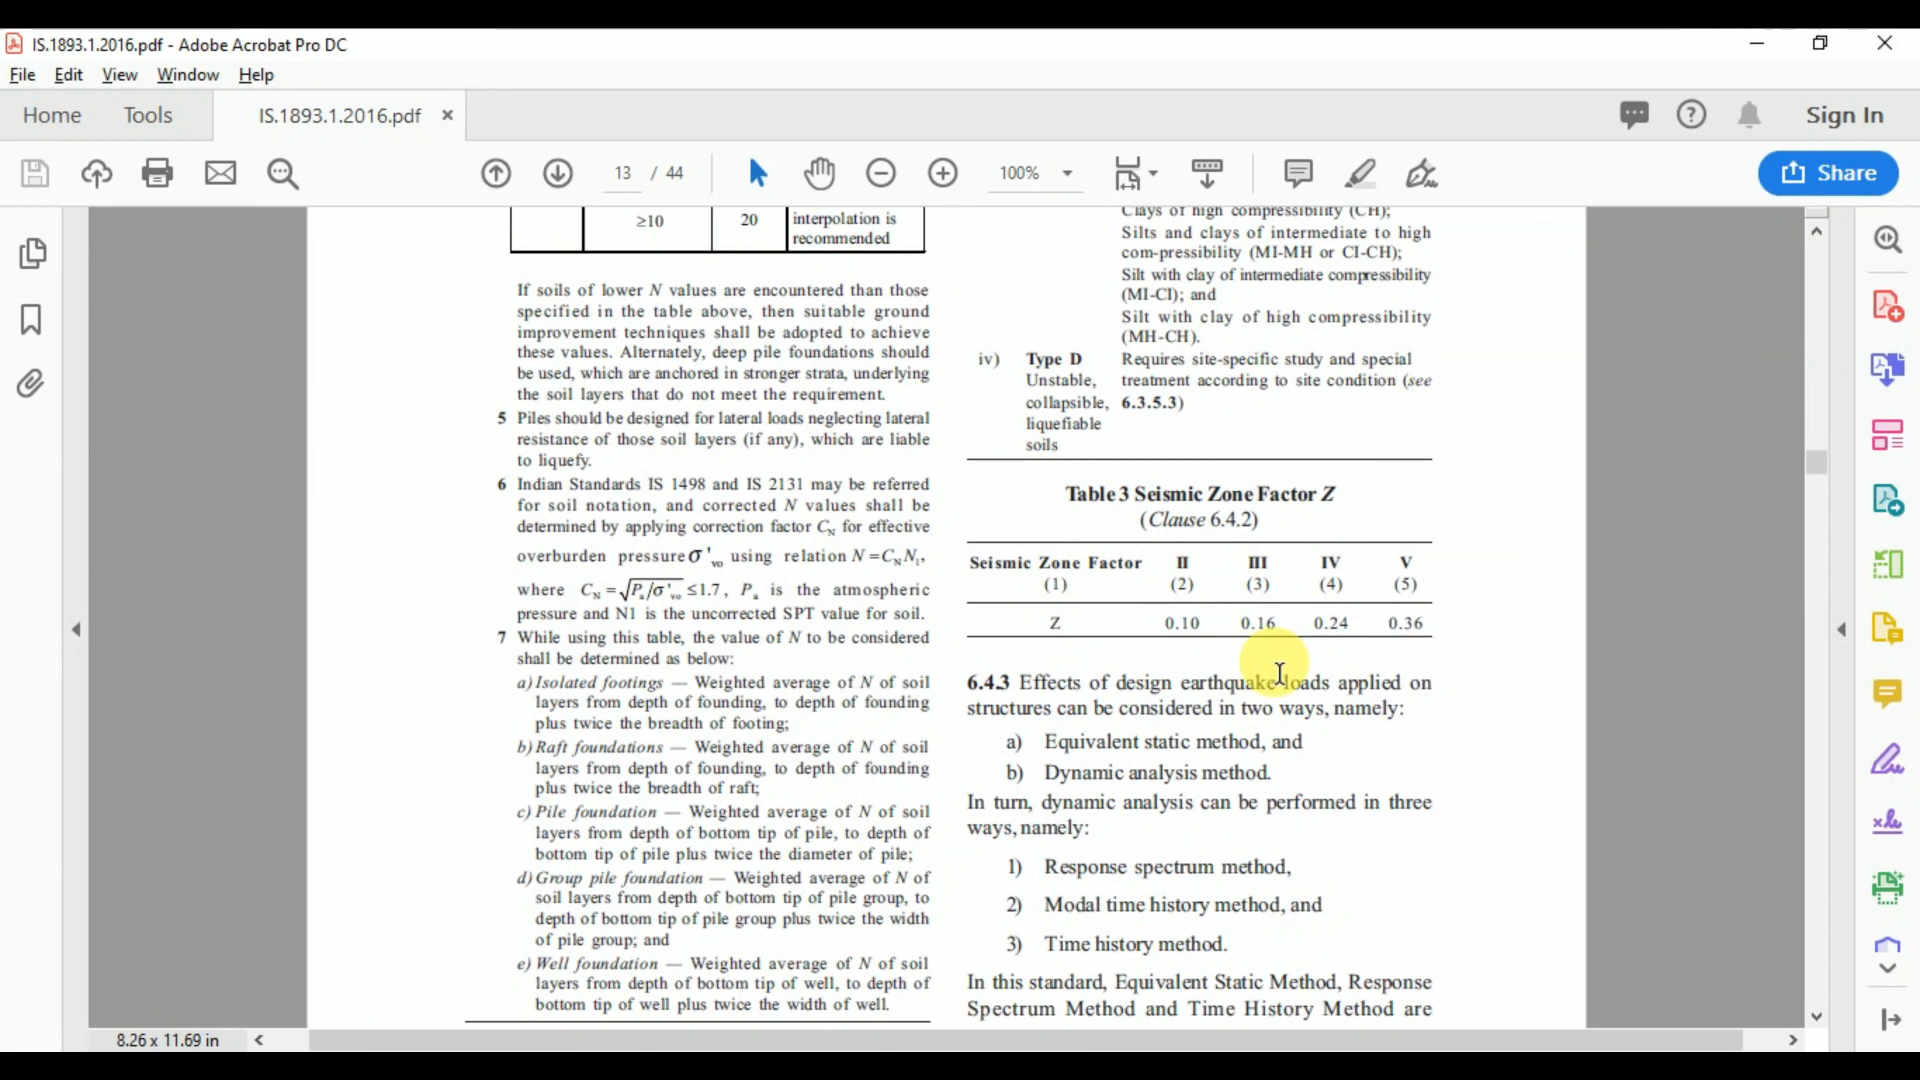 IS.1893.1.2016.pdf - Adobe Acrobat Pro DC
File Edit View Window Help
Home Tools IS.1893.1.2016.pdf × Sign In
13 / 44 100% Share
≥10 20 interpolation is
recommended
If soils of lower N values are encountered than those
specified in the table above, then suitable ground
improvement techniques shall be adopted to achieve
these values. Alternately, deep pile foundations should
be used, which are anchored in stronger strata, underlying
the soil layers that do not meet the requirement.
5 Piles should be designed for lateral loads neglecting lateral
resistance of those soil layers (if any), which are liable
to liquefy.
6 Indian Standards IS 1498 and IS 2131 may be referred
for soil notation, and corrected N values shall be
determined by applying correction factor CN for effective
overburden pressure σ'vo using relation N = CN N1,
where CN = √Pa/σ'vo ≤1.7, Pa is the atmospheric
pressure and N1 is the uncorrected SPT value for soil.
7 While using this table, the value of N to be considered
shall be determined as below:
a) Isolated footings — Weighted average of N of soil
layers from depth of founding, to depth of founding
plus twice the breadth of footing;
b) Raft foundations — Weighted average of N of soil
layers from depth of founding, to depth of founding
plus twice the breadth of raft;
c) Pile foundation — Weighted average of N of soil
layers from depth of bottom tip of pile, to depth of
bottom tip of pile plus twice the diameter of pile;
d) Group pile foundation — Weighted average of N of
soil layers from depth of bottom tip of pile group, to
depth of bottom tip of pile group plus twice the width
of pile group; and
e) Well foundation — Weighted average of N of soil
layers from depth of bottom tip of well, to depth of
bottom tip of well plus twice the width of well.
Clays of high compressibility (CH);
Silts and clays of intermediate to high
com-pressibility (MI-MH or CI-CH);
Silt with clay of intermediate compressibility
(MI-CI); and
Silt with clay of high compressibility
(MH-CH).
iv) Type D Requires site-specific study and special
Unstable, treatment according to site condition (see
collapsible, 6.3.5.3)
liquefiable
soils
Table 3 Seismic Zone Factor Z
(Clause 6.4.2)
Seismic Zone Factor II III IV V
(1) (2) (3) (4) (5)
Z 0.10 0.16 0.24 0.36
6.4.3 Effects of design earthquake loads applied on
structures can be considered in two ways, namely:
a) Equivalent static method, and
b) Dynamic analysis method.
In turn, dynamic analysis can be performed in three
ways, namely:
1) Response spectrum method,
2) Modal time history method, and
3) Time history method.
In this standard, Equivalent Static Method, Response
Spectrum Method and Time History Method are
8.26 x 11.69 in